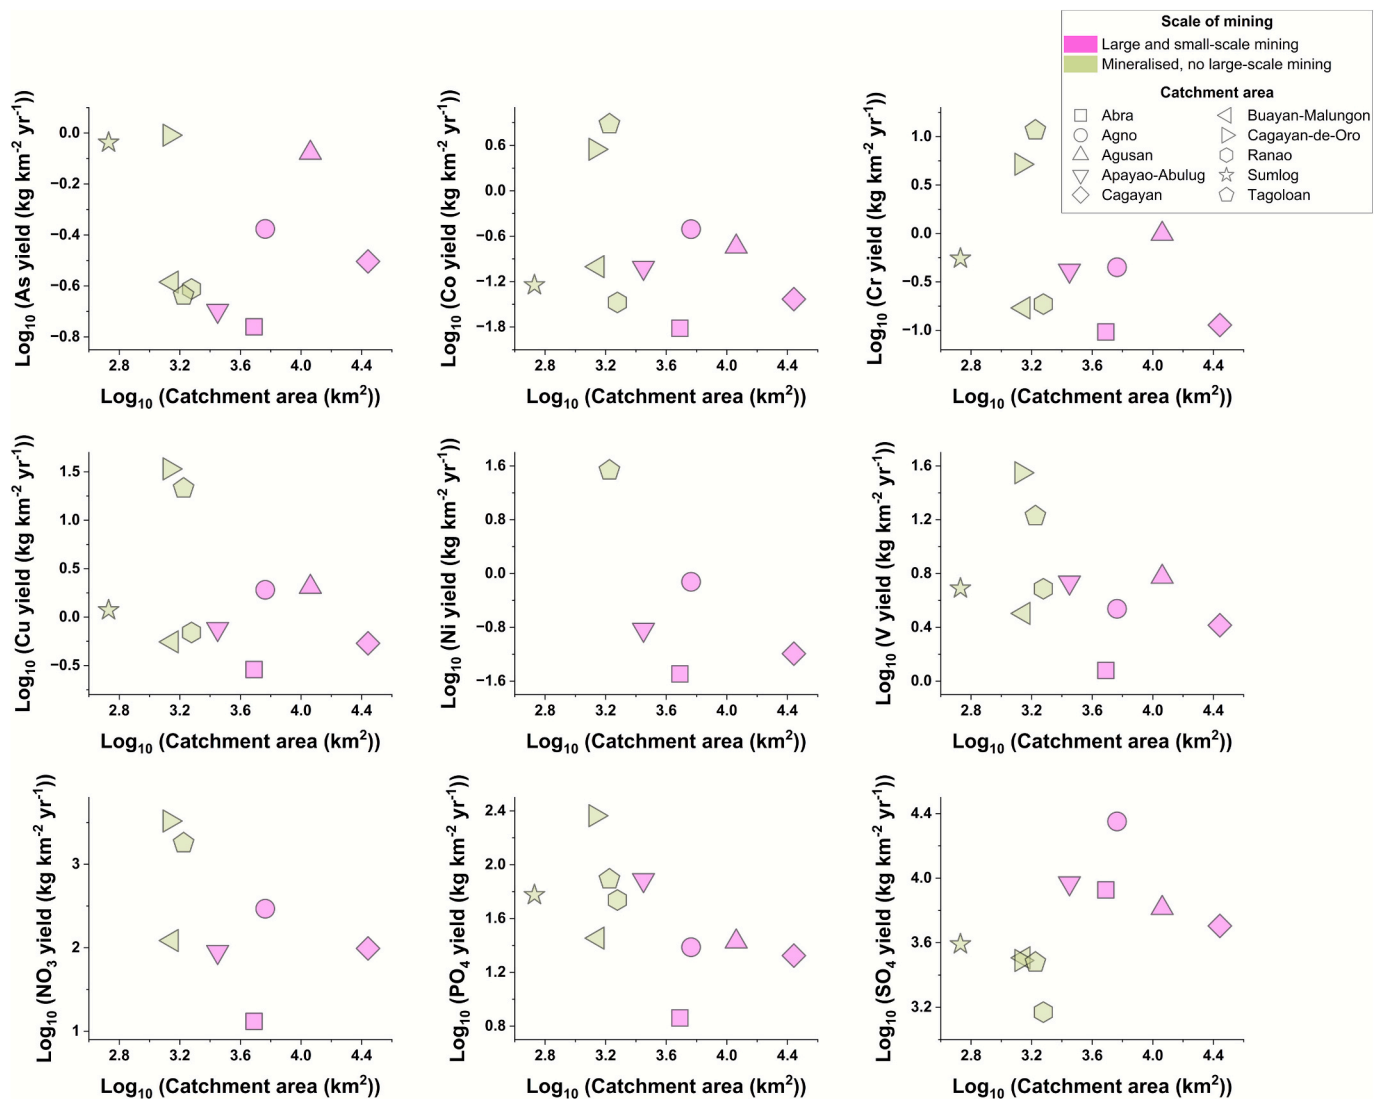 Scale of mining
Large and small-scale mining
Mineralised, no large-scale mining
Catchment area
Abra
Agno
Agusan
Apayao-Abulug
Cagayan
Buayan-Malungon
Cagayan-de-Oro
Ranao
Sumlog
Tagoloan
Log10 (As yield (kg km-2 yr-1))
0.0
−0.2
−0.4
−0.6
−0.8
2.8 3.2 3.6 4.0 4.4
Log10 (Catchment area (km2))
Log10 (Co yield (kg km-2 yr-1))
0.6
0.0
−0.6
−1.2
−1.8
2.8 3.2 3.6 4.0 4.4
Log10 (Catchment area (km2))
Log10 (Cr yield (kg km-2 yr-1))
1.0
0.5
0.0
−0.5
−1.0
2.8 3.2 3.6 4.0 4.4
Log10 (Catchment area (km2))
Log10 (Cu yield (kg km-2 yr-1))
1.5
1.0
0.5
0.0
−0.5
2.8 3.2 3.6 4.0 4.4
Log10 (Catchment area (km2))
Log10 (Ni yield (kg km-2 yr-1))
1.6
0.8
0.0
−0.8
−1.6
2.8 3.2 3.6 4.0 4.4
Log10 (Catchment area (km2))
Log10 (V yield (kg km-2 yr-1))
1.6
1.2
0.8
0.4
0.0
2.8 3.2 3.6 4.0 4.4
Log10 (Catchment area (km2))
Log10 (NO3 yield (kg km-2 yr-1))
3
2
1
2.8 3.2 3.6 4.0 4.4
Log10 (Catchment area (km2))
Log10 (PO4 yield (kg km-2 yr-1))
2.4
2.0
1.6
1.2
0.8
2.8 3.2 3.6 4.0 4.4
Log10 (Catchment area (km2))
Log10 (SO4 yield (kg km-2 yr-1))
4.4
4.0
3.6
3.2
2.8 3.2 3.6 4.0 4.4
Log10 (Catchment area (km2))